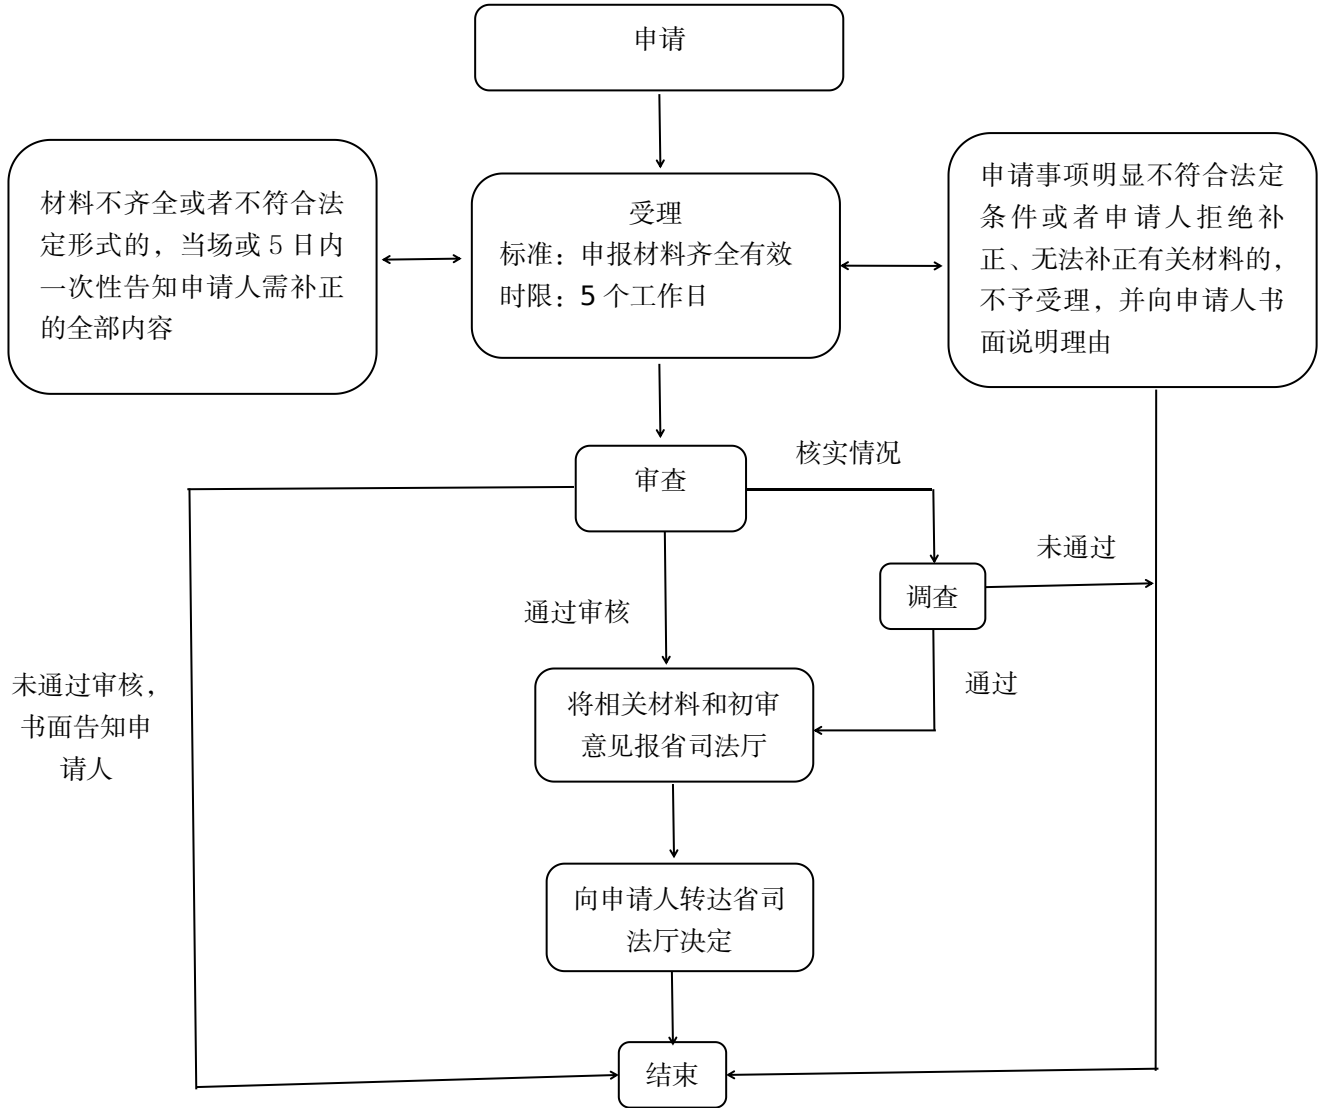 申请
材料不齐全或者不符合法
定形式的，当场或 5 日内
一次性告知申请人需补正
的全部内容
受理
标准：申报材料齐全有效
时限：5 个工作日
申请事项明显不符合法定
条件或者申请人拒绝补
正、无法补正有关材料的，
不予受理，并向申请人书
面说明理由
审查
核实情况
调查
未通过
通过审核
通过
未通过审核，
书面告知申
请人
将相关材料和初审
意见报省司法厅
向申请人转达省司
法厅决定
结束